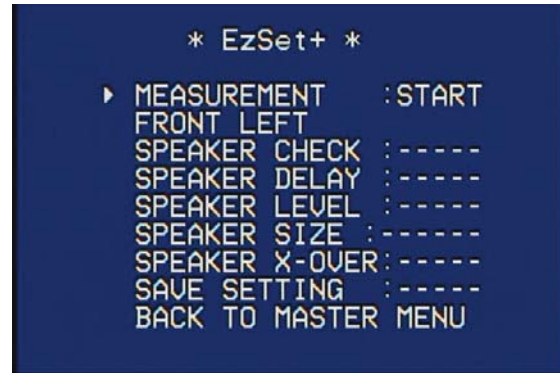 * EzSet+ *
▶ MEASUREMENT :START
FRONT LEFT
SPEAKER CHECK :-----
SPEAKER DELAY :-----
SPEAKER LEVEL :-----
SPEAKER SIZE :------
SPEAKER X-OVER:-----
SAVE SETTING :-----
BACK TO MASTER MENU